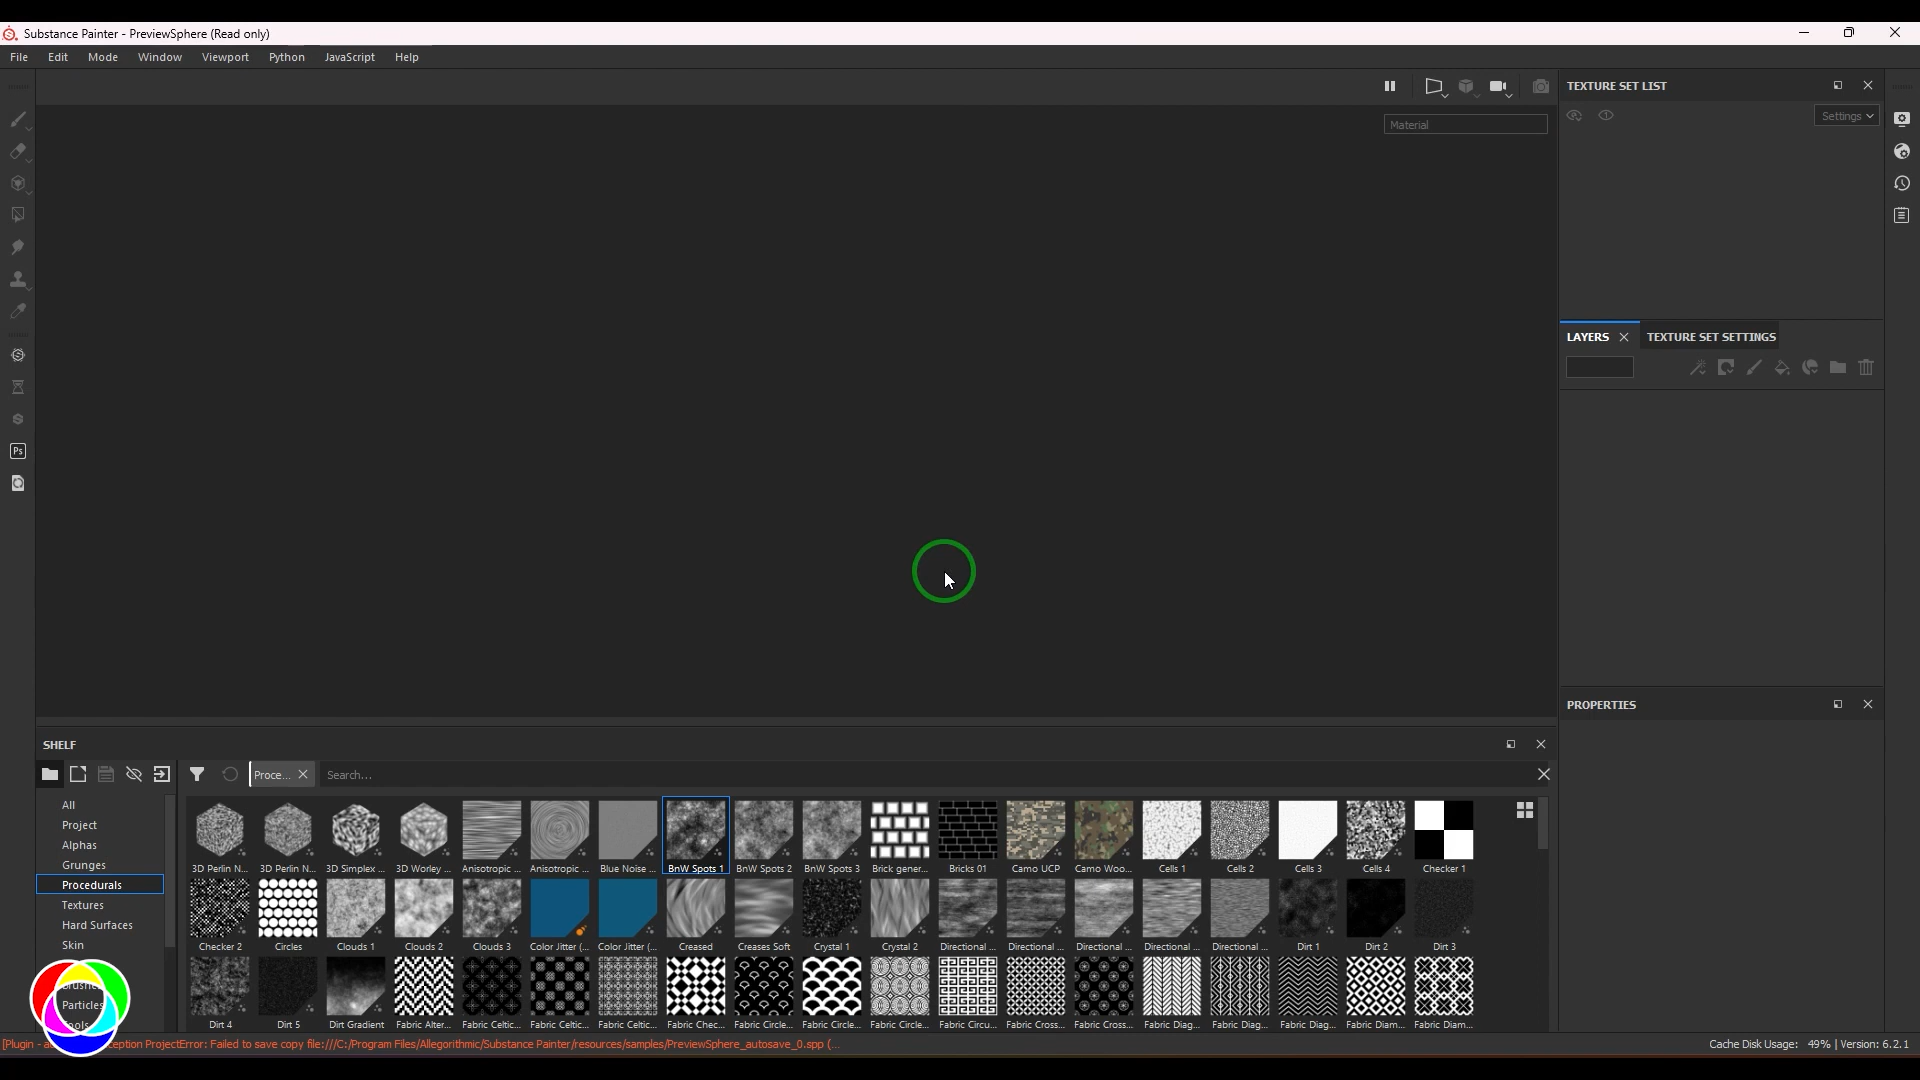 Substance Painter - PreviewSphere (Read only)
File Edit Mode Window Viewport Python JavaScript Help
Material
TEXTURE SET LIST
Settings
LAYERS TEXTURE SET SETTINGS
Ps
PROPERTIES
SHELF
Proce... Search...
All
Project
Alphas
Grunges
Procedurals
Textures
Hard Surfaces
Skin
Particles
3D Perlin N... 3D Perlin N... 3D Simplex ... 3D Worley ... Anisotropic ... Anisotropic ... Blue Noise ... BnW Spots 1 BnW Spots 2 BnW Spots 3 Brick gener... Bricks 01 Camo UCP Camo Woo... Cells 1 Cells 2 Cells 3 Cells 4 Checker 1
Checker 2 Circles Clouds 1 Clouds 2 Clouds 3 Color Jitter (... Color Jitter (... Creased Creases Soft Crystal 1 Crystal 2 Directional ... Directional ... Directional ... Directional ... Directional ... Dirt 1 Dirt 2 Dirt 3
Dirt 4 Dirt 5 Dirt Gradient Fabric Alter... Fabric Celtic... Fabric Celtic... Fabric Celtic... Fabric Chec... Fabric Circle... Fabric Circle... Fabric Circle... Fabric Circu... Fabric Cross... Fabric Cross... Fabric Diag... Fabric Diag... Fabric Diag... Fabric Diam... Fabric Diam...
[Plugin - ProjectError: Failed to save copy file:///C:/Program Files/Allegorithmic/Substance Painter/resources/samples/PreviewSphere_autosave_0.spp (...
Cache Disk Usage: 49% | Version: 6.2.1